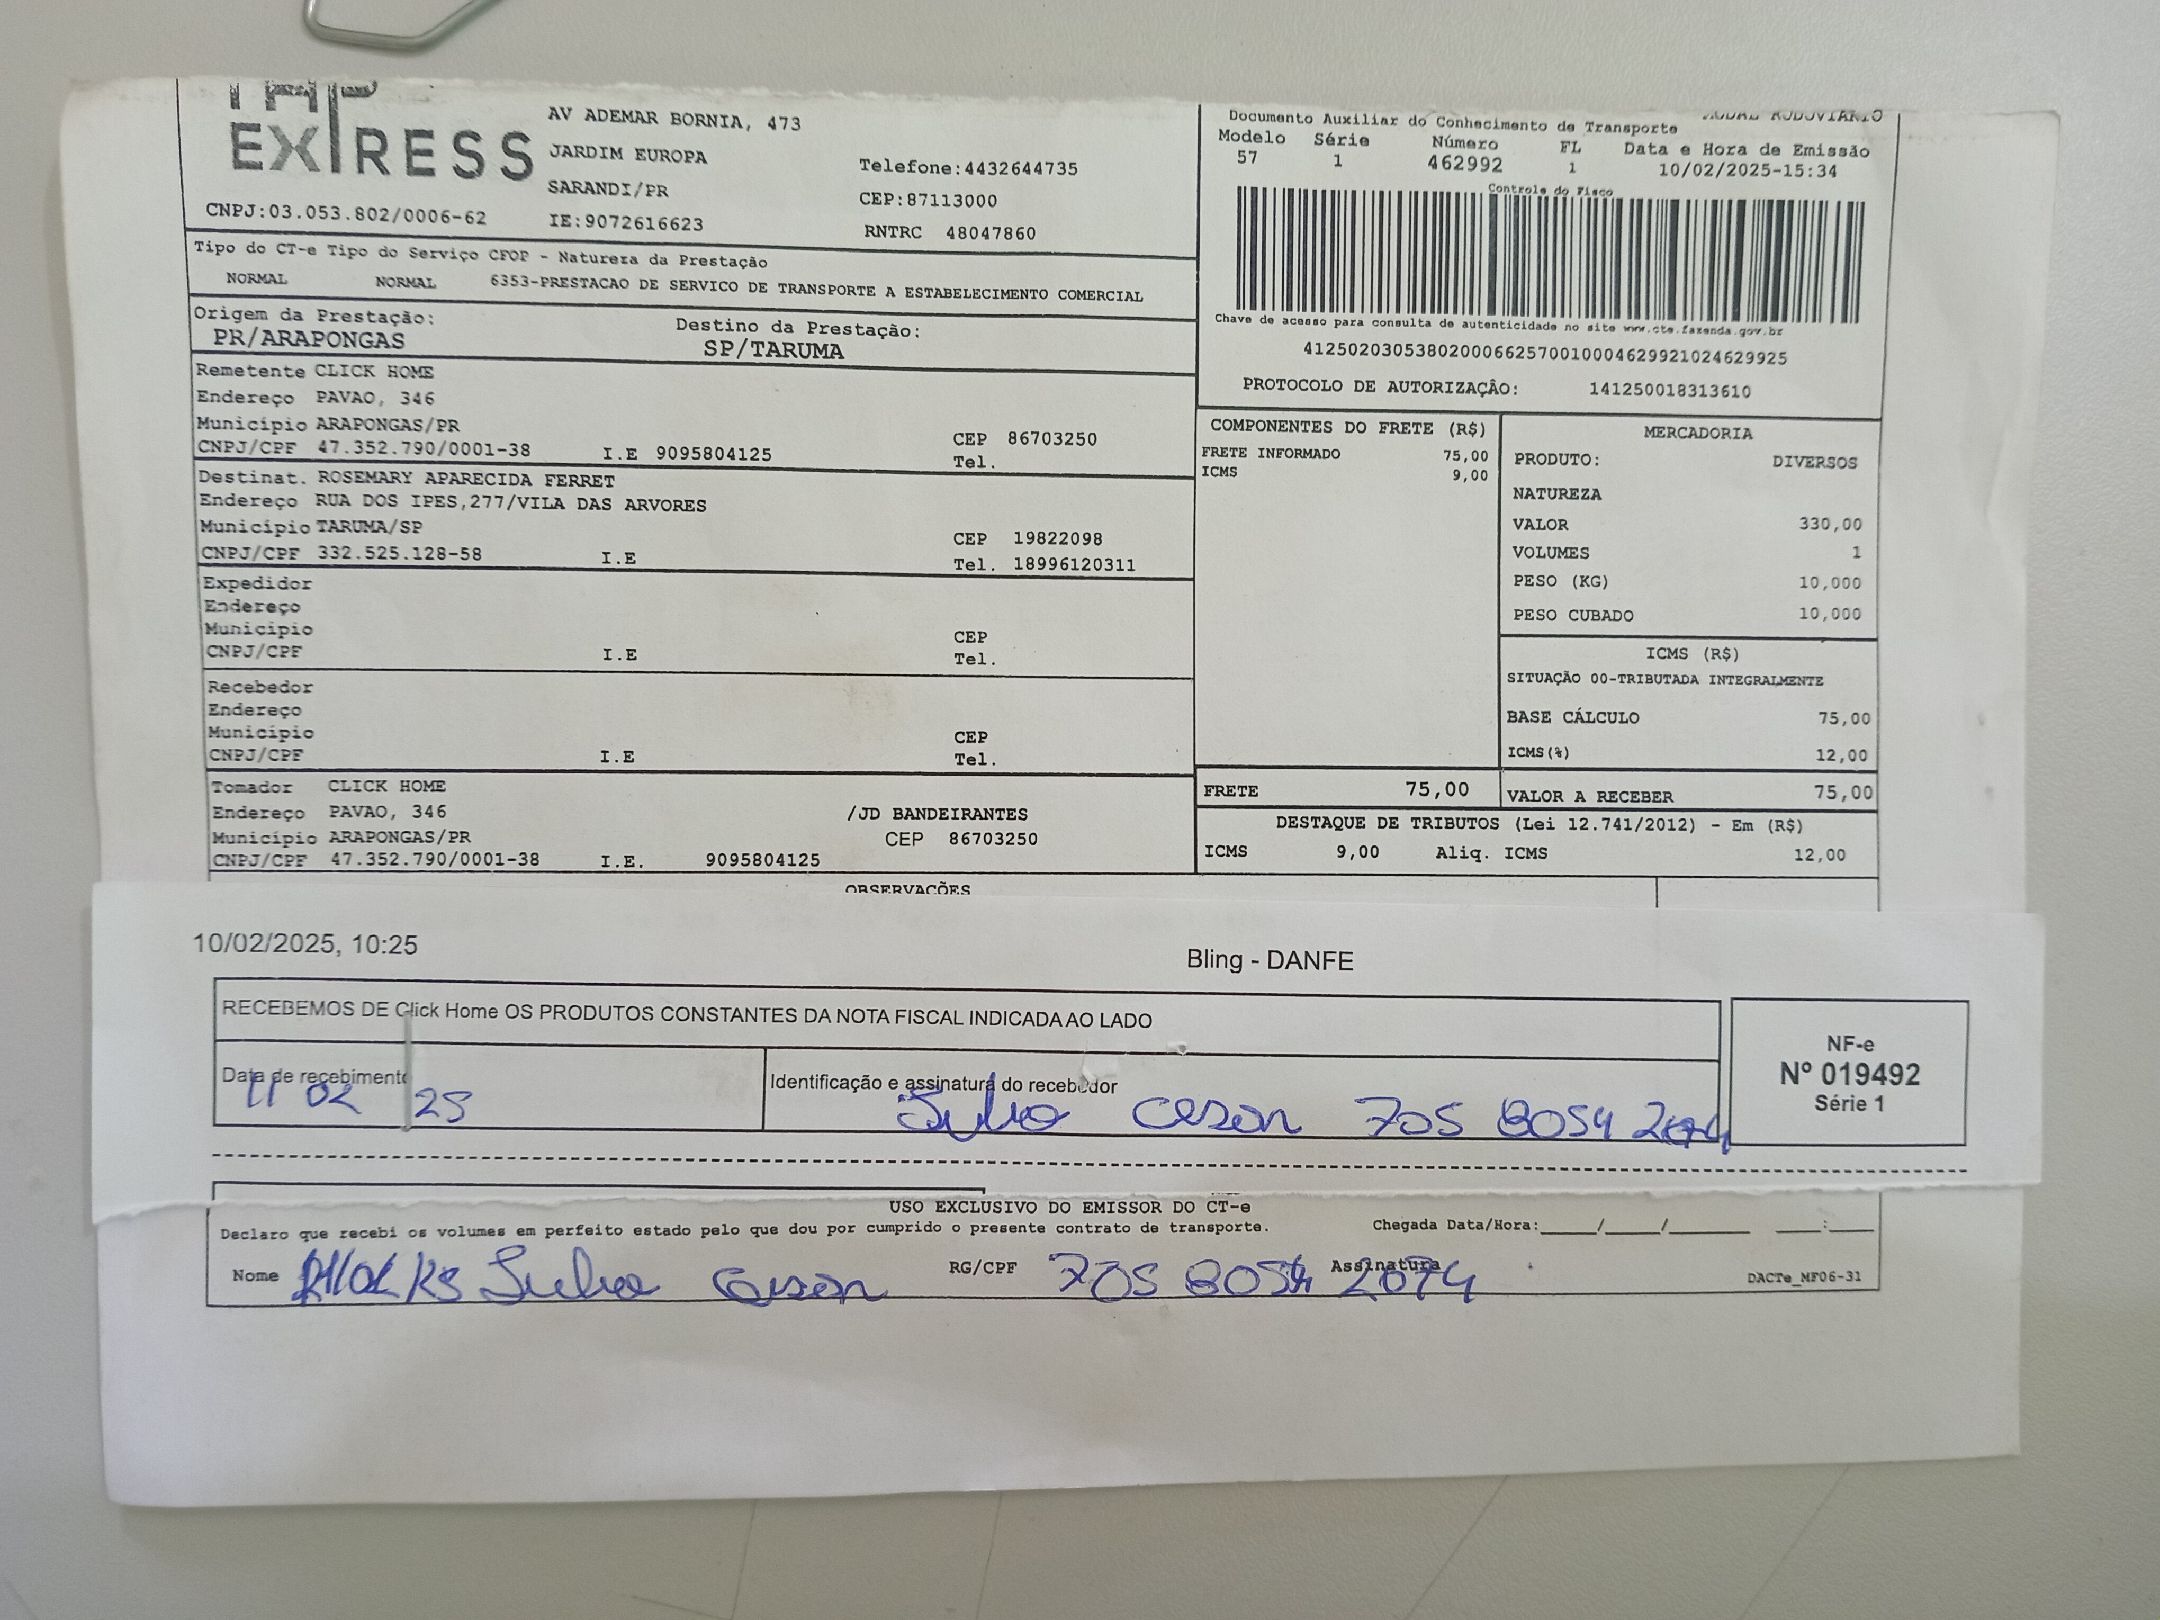 EXPRESS
AV ADEMAR BORNIA, 473
JARDIM EUROPA
SARANDI/PR
Telefone:4432644735
CEP:87113000
CNPJ:03.053.802/0006-62
IE:9072616623
RNTRC 48047860
Documento Auxiliar do Conhecimento de Transporte
MODAL RODOVIÁRIO
Modelo Série Número FL Data e Hora de Emissão
57 1 462992 1 10/02/2025-15:34
Controle do Fisco
Chave de acesso para consulta de autenticidade no site www.cte.fazenda.gov.br
41250203053802000662570010004629921024629925
PROTOCOLO DE AUTORIZAÇÃO: 141250018313610
Tipo do CT-e Tipo do Serviço CFOP - Natureza da Prestação
NORMAL NORMAL 6353-PRESTACAO DE SERVICO DE TRANSPORTE A ESTABELECIMENTO COMERCIAL
Origem da Prestação: Destino da Prestação:
PR/ARAPONGAS SP/TARUMA
Remetente CLICK HOME
Endereço PAVAO, 346
Município ARAPONGAS/PR CEP 86703250
CNPJ/CPF 47.352.790/0001-38 I.E 9095804125 Tel.
Destinat. ROSEMARY APARECIDA FERRET
Endereço RUA DOS IPES,277/VILA DAS ARVORES
Município TARUMA/SP CEP 19822098
CNPJ/CPF 332.525.128-58 I.E Tel. 18996120311
Expedidor
Endereço
Município CEP
CNPJ/CPF I.E Tel.
Recebedor
Endereço
Município CEP
CNPJ/CPF I.E Tel.
Tomador CLICK HOME
Endereço PAVAO, 346 /JD BANDEIRANTES
Município ARAPONGAS/PR CEP 86703250
CNPJ/CPF 47.352.790/0001-38 I.E. 9095804125
COMPONENTES DO FRETE (R$)
FRETE INFORMADO 75,00
ICMS 9,00
MERCADORIA
PRODUTO: DIVERSOS
NATUREZA
VALOR 330,00
VOLUMES 1
PESO (KG) 10,000
PESO CUBADO 10,000
ICMS (R$)
SITUAÇÃO 00-TRIBUTADA INTEGRALMENTE
BASE CÁLCULO 75,00
ICMS(%) 12,00
FRETE 75,00 VALOR A RECEBER 75,00
DESTAQUE DE TRIBUTOS (Lei 12.741/2012) - Em (R$)
ICMS 9,00 Aliq. ICMS 12,00
OBSERVAÇÕES
10/02/2025, 10:25 Bling - DANFE
RECEBEMOS DE Click Home OS PRODUTOS CONSTANTES DA NOTA FISCAL INDICADA AO LADO
Data de recebimento
11 02 25
Identificação e assinatura do recebedor
Julio Cesar 705 8054 2074
NF-e
Nº 019492
Série 1
USO EXCLUSIVO DO EMISSOR DO CT-e
Declaro que recebi os volumes em perfeito estado pelo que dou por cumprido o presente contrato de transporte. Chegada Data/Hora:____/____/______ ___:___
Nome Julio Cesar RG/CPF 705 8054 2074 Assinatura
DACTe_MF06-31